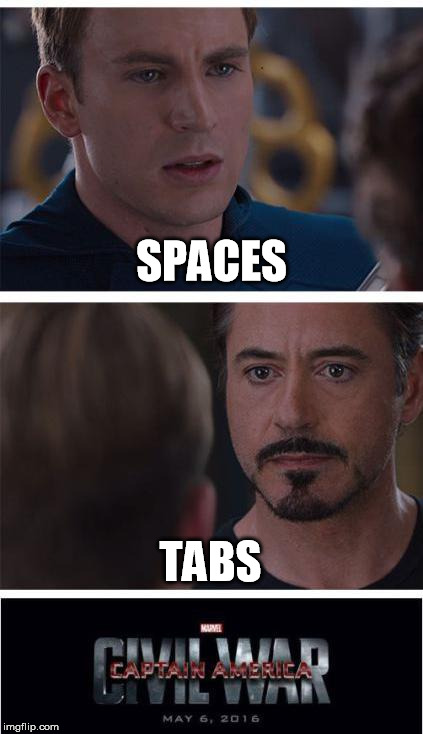 SPACES
TABS
MARVEL
CIVIL WAR
CAPTAIN AMERICA
MAY 6, 2016
imgflip.com